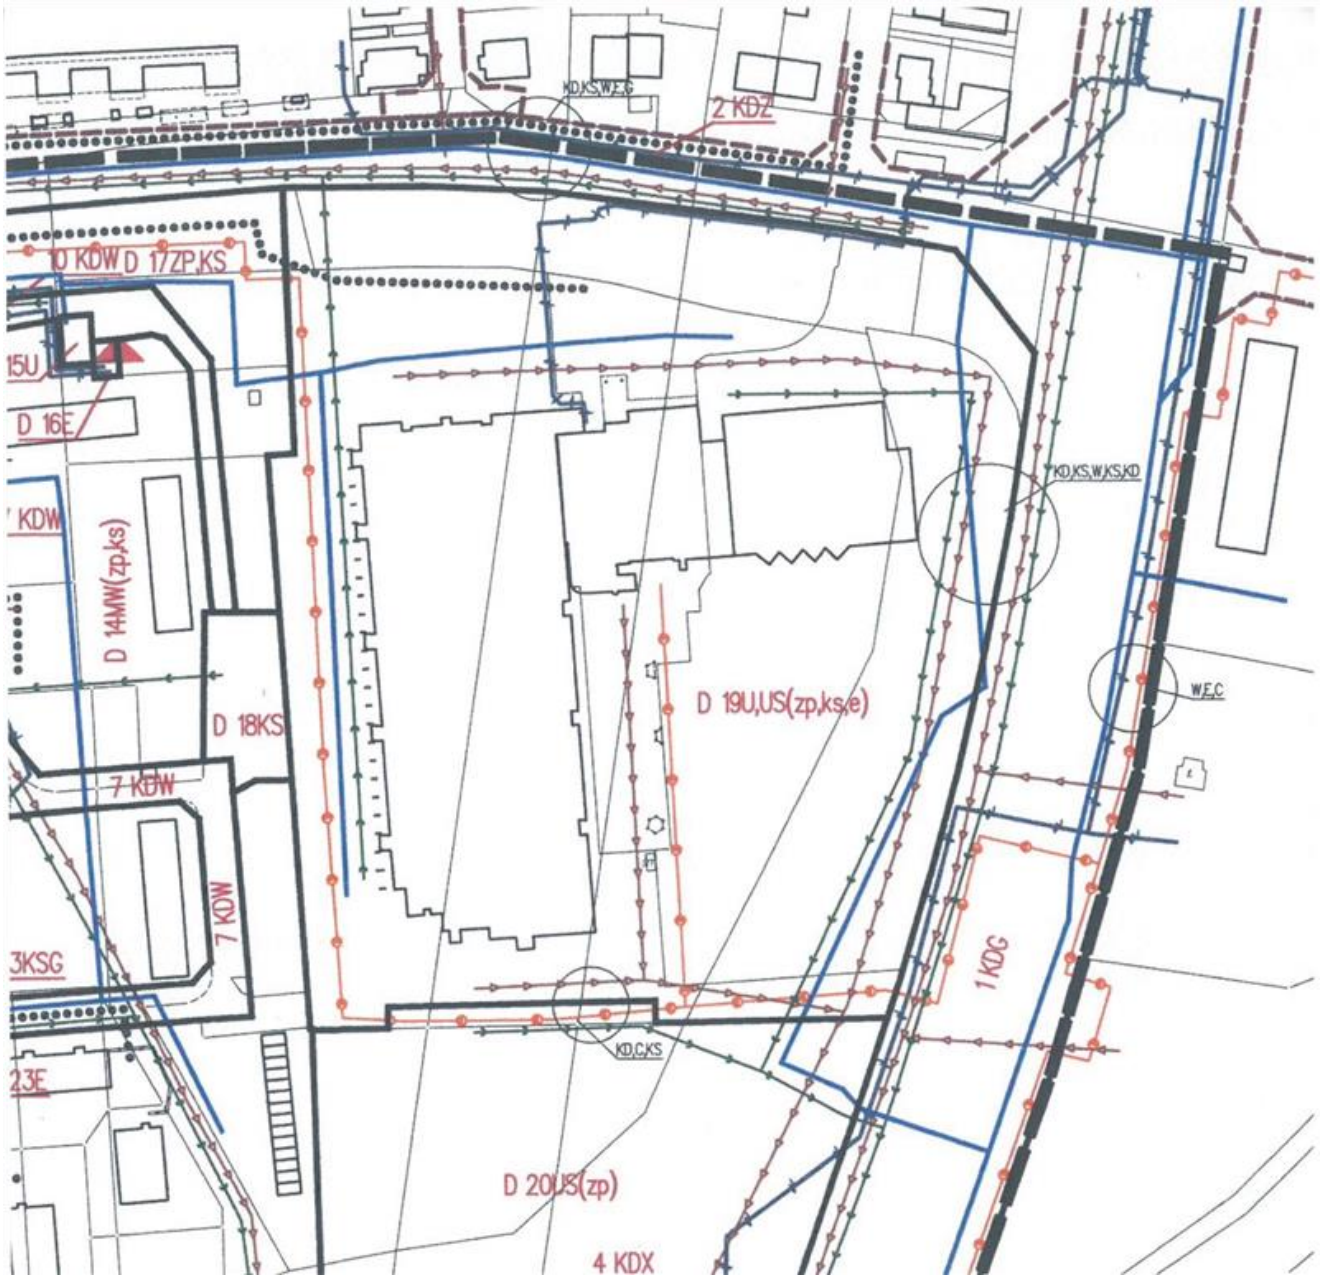 KD,KS,W,E,G
2 KDZ
10 KDW
D 17ZP,KS
15U
D 16E
KD,KS,W,KS,KD
KDW
D 14MW(zp,ks)
W,E,C
D 19U,US(zp,ks,e)
D 18KS
7 KDW
7 KDW
3KSG
1 KDG
KD,C,KS
23E
D 20US(zp)
4 KDX